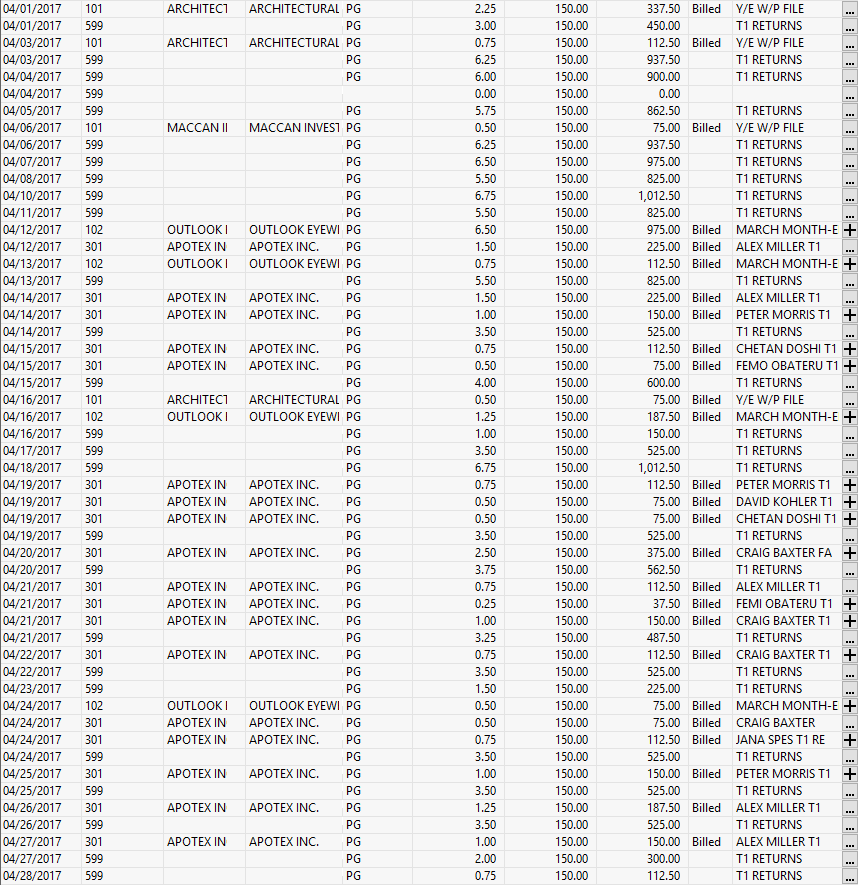 04/01/2017 101 ARCHITECT ARCHITECTURAL PG 2.25 150.00 337.50 Billed Y/E W/P FILE ...
04/01/2017 599 PG 3.00 150.00 450.00 T1 RETURNS ...
04/03/2017 101 ARCHITECT ARCHITECTURAL PG 0.75 150.00 112.50 Billed Y/E W/P FILE ...
04/03/2017 599 PG 6.25 150.00 937.50 T1 RETURNS ...
04/04/2017 599 PG 6.00 150.00 900.00 T1 RETURNS ...
04/04/2017 599 0.00 150.00 0.00 ...
04/05/2017 599 PG 5.75 150.00 862.50 T1 RETURNS ...
04/06/2017 101 MACCAN II MACCAN INVEST PG 0.50 150.00 75.00 Billed Y/E W/P FILE ...
04/06/2017 599 PG 6.25 150.00 937.50 T1 RETURNS ...
04/07/2017 599 PG 6.50 150.00 975.00 T1 RETURNS ...
04/08/2017 599 PG 5.50 150.00 825.00 T1 RETURNS ...
04/10/2017 599 PG 6.75 150.00 1,012.50 T1 RETURNS ...
04/11/2017 599 PG 5.50 150.00 825.00 T1 RETURNS ...
04/12/2017 102 OUTLOOK I OUTLOOK EYEWI PG 6.50 150.00 975.00 Billed MARCH MONTH-E +
04/12/2017 301 APOTEX IN APOTEX INC. PG 1.50 150.00 225.00 Billed ALEX MILLER T1 ...
04/13/2017 102 OUTLOOK I OUTLOOK EYEWI PG 0.75 150.00 112.50 Billed MARCH MONTH-E +
04/13/2017 599 PG 5.50 150.00 825.00 T1 RETURNS ...
04/14/2017 301 APOTEX IN APOTEX INC. PG 1.50 150.00 225.00 Billed ALEX MILLER T1 ...
04/14/2017 301 APOTEX IN APOTEX INC. PG 1.00 150.00 150.00 Billed PETER MORRIS T1 +
04/14/2017 599 PG 3.50 150.00 525.00 T1 RETURNS ...
04/15/2017 301 APOTEX IN APOTEX INC. PG 0.75 150.00 112.50 Billed CHETAN DOSHI T1 +
04/15/2017 301 APOTEX IN APOTEX INC. PG 0.50 150.00 75.00 Billed FEMO OBATERU T1 +
04/15/2017 599 PG 4.00 150.00 600.00 T1 RETURNS ...
04/16/2017 101 ARCHITECT ARCHITECTURAL PG 0.50 150.00 75.00 Billed Y/E W/P FILE ...
04/16/2017 102 OUTLOOK I OUTLOOK EYEWI PG 1.25 150.00 187.50 Billed MARCH MONTH-E +
04/16/2017 599 PG 1.00 150.00 150.00 T1 RETURNS ...
04/17/2017 599 PG 3.50 150.00 525.00 T1 RETURNS ...
04/18/2017 599 PG 6.75 150.00 1,012.50 T1 RETURNS ...
04/19/2017 301 APOTEX IN APOTEX INC. PG 0.75 150.00 112.50 Billed PETER MORRIS T1 +
04/19/2017 301 APOTEX IN APOTEX INC. PG 0.50 150.00 75.00 Billed DAVID KOHLER T1 +
04/19/2017 301 APOTEX IN APOTEX INC. PG 0.50 150.00 75.00 Billed CHETAN DOSHI T1 +
04/19/2017 599 PG 3.50 150.00 525.00 T1 RETURNS ...
04/20/2017 301 APOTEX IN APOTEX INC. PG 2.50 150.00 375.00 Billed CRAIG BAXTER FA +
04/20/2017 599 PG 3.75 150.00 562.50 T1 RETURNS ...
04/21/2017 301 APOTEX IN APOTEX INC. PG 0.75 150.00 112.50 Billed ALEX MILLER T1 ...
04/21/2017 301 APOTEX IN APOTEX INC. PG 0.25 150.00 37.50 Billed FEMI OBATERU T1 +
04/21/2017 301 APOTEX IN APOTEX INC. PG 1.00 150.00 150.00 Billed CRAIG BAXTER T1 +
04/21/2017 599 PG 3.25 150.00 487.50 T1 RETURNS ...
04/22/2017 301 APOTEX IN APOTEX INC. PG 0.75 150.00 112.50 Billed CRAIG BAXTER T1 +
04/22/2017 599 PG 3.50 150.00 525.00 T1 RETURNS ...
04/23/2017 599 PG 1.50 150.00 225.00 T1 RETURNS ...
04/24/2017 102 OUTLOOK I OUTLOOK EYEWI PG 0.50 150.00 75.00 Billed MARCH MONTH-E +
04/24/2017 301 APOTEX IN APOTEX INC. PG 0.50 150.00 75.00 Billed CRAIG BAXTER ...
04/24/2017 301 APOTEX IN APOTEX INC. PG 0.75 150.00 112.50 Billed JANA SPES T1 RE +
04/24/2017 599 PG 3.50 150.00 525.00 T1 RETURNS ...
04/25/2017 301 APOTEX IN APOTEX INC. PG 1.00 150.00 150.00 Billed PETER MORRIS T1 +
04/25/2017 599 PG 3.50 150.00 525.00 T1 RETURNS ...
04/26/2017 301 APOTEX IN APOTEX INC. PG 1.25 150.00 187.50 Billed ALEX MILLER T1 ...
04/26/2017 599 PG 3.50 150.00 525.00 T1 RETURNS ...
04/27/2017 301 APOTEX IN APOTEX INC. PG 1.00 150.00 150.00 Billed ALEX MILLER T1 ...
04/27/2017 599 PG 2.00 150.00 300.00 T1 RETURNS ...
04/28/2017 599 PG 0.75 150.00 112.50 T1 RETURNS ...